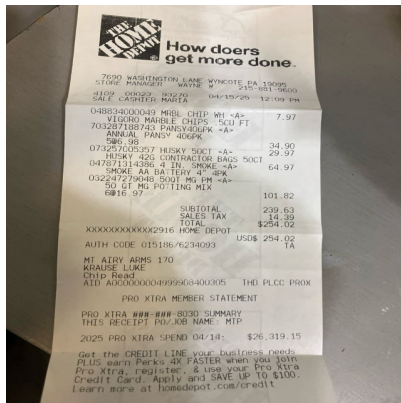 THE HOME DEPOT
How doers
get more done.
7690 WASHINGTON LANE WYNCOTE PA 19095
STORE MANAGER WAYNE W 215-881-9600
4109 00023 93270 04/15/25 12:09 PM
SALE CASHIER MARIA
048834000049 MRBL CHIP WH <A> 7.97
VIGORO MARBLE CHIPS .5CU FT
703287188743 PANSY406PK <A>
ANNUAL PANSY 406PK
5@6.98 34.90
073257005357 HUSKY 50CT <A> 29.97
HUSKY 42G CONTRACTOR BAGS 50CT
047871314386 4 IN. SMOKE <A> 64.97
SMOKE AA BATTERY 4" 4PK
032247279048 50QT MG PM <A>
50 QT MG POTTING MIX
6@16.97 101.82
SUBTOTAL 239.63
SALES TAX 14.39
TOTAL $254.02
XXXXXXXXXXXX2916 HOME DEPOT
USD$ 254.02
AUTH CODE 015186/6234093 TA
MT AIRY ARMS 170
KRAUSE LUKE
Chip Read
AID A0000000049999D8400305 THD PLCC PROX
PRO XTRA MEMBER STATEMENT
PRO XTRA ###-###-8030 SUMMARY
THIS RECEIPT PO/JOB NAME: MTP
2025 PRO XTRA SPEND 04/14: $26,319.15
Get the CREDIT LINE your business needs
PLUS earn Perks 4X FASTER when you join
Pro Xtra, register, & use your Pro Xtra
Credit Card. Apply and SAVE UP TO $100.
Learn more at homedepot.com/credit